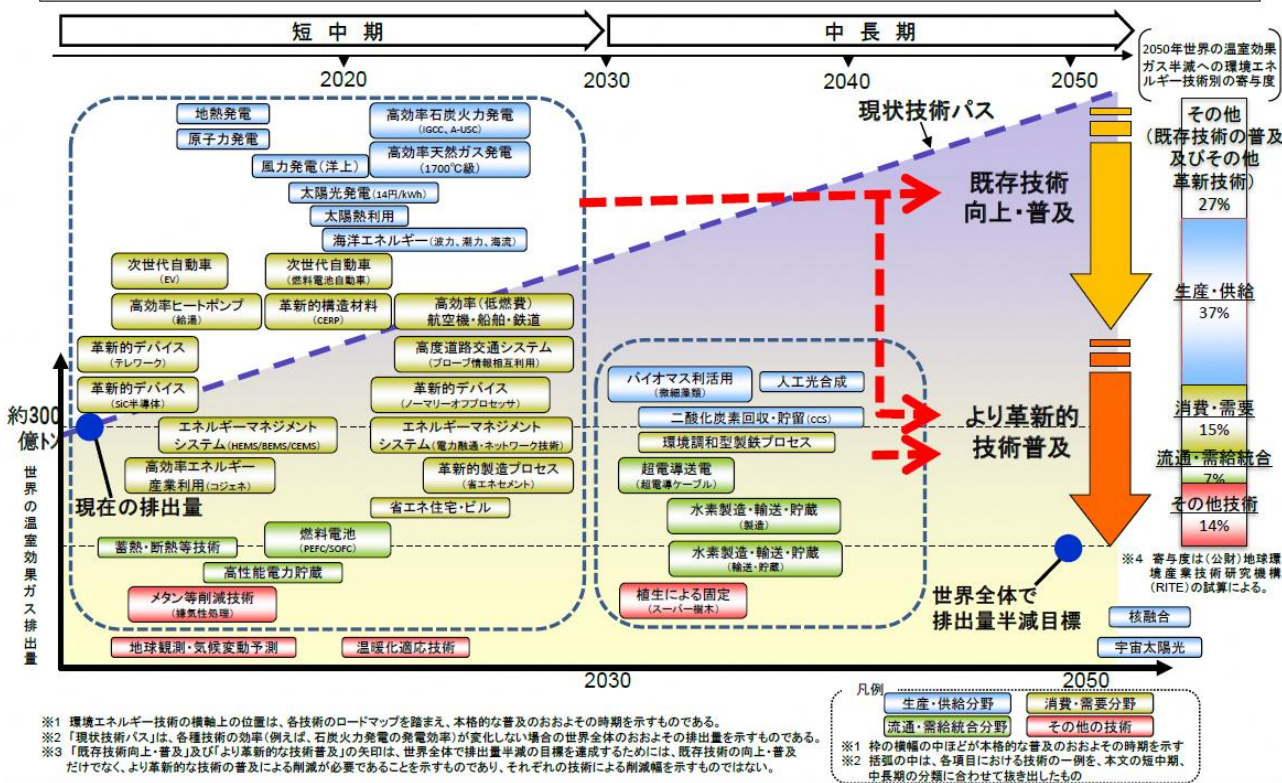 短中期
中長期
2020
2030
2040
2050
2050年世界の温室効果
ガス半減への環境エネ
ルギー技術別の寄与度
地熱発電
原子力発電
風力発電(洋上)
太陽光発電(14円/kWh)
太陽熱利用
海洋エネルギー(波力、潮力、海流)
高効率石炭火力発電
(IGCC、A-USC)
高効率天然ガス発電
(1700℃級)
現状技術パス
既存技術
向上・普及
その他
(既存技術の普及
及びその他
革新技術)
27%
次世代自動車
(EV)
次世代自動車
(燃料電池自動車)
高効率ヒートポンプ
(給湯)
革新的構造材料
(CFRP)
高効率(低燃費)
航空機・船舶・鉄道
革新的デバイス
(テレワーク)
高度道路交通システム
(プローブ情報相互利用)
革新的デバイス
(SiC半導体)
革新的デバイス
(ノーマリーオフプロセッサ)
エネルギーマネジメント
システム(HEMS/BEMS/CEMS)
エネルギーマネジメント
システム(電力融通・ネットワーク技術)
高効率エネルギー
産業利用(コジェネ)
革新的製造プロセス
(省エネセメント)
省エネ住宅・ビル
燃料電池
(PEFC/SOFC)
蓄熱・断熱等技術
高性能電力貯蔵
メタン等削減技術
(嫌気性処理)
地球観測・気候変動予測
温暖化適応技術
バイオマス利活用
(微細藻類)
人工光合成
二酸化炭素回収・貯留(CCS)
環境調和型製鉄プロセス
超電導送電
(超電導ケーブル)
水素製造・輸送・貯蔵
(製造)
水素製造・輸送・貯蔵
(輸送・貯蔵)
植生による固定
(スーパー樹木)
より革新的
技術普及
生産・供給
37%
消費・需要
15%
流通・需給統合
7%
その他技術
14%
約300
億トン
世界の温室効果ガス排出量
現在の排出量
世界全体で
排出量半減目標
※4 寄与度は(公財)地球環
境産業技術研究機構
(RITE)の試算による。
核融合
宇宙太陽光
2030
2050
凡例
生産・供給分野
消費・需要分野
流通・需給統合分野
その他の技術
※1 枠の横幅の中ほどが本格的な普及のおおよその時期を示す
※2 括弧の中は、各項目における技術の一例を、本文の短中期、
中長期の分類に合わせて抜き出したもの
※1 環境エネルギー技術の横軸上の位置は、各技術のロードマップを踏まえ、本格的な普及のおおよその時期を示すものである。
※2 「現状技術パス」は、各種技術の効率(例えば、石炭火力発電の発電効率)が変化しない場合の世界全体のおおよその排出量を示すものである。
※3 「既存技術向上・普及」及び「より革新的な技術普及」の矢印は、世界全体で排出量半減の目標を達成するためには、既存技術の向上・普及
だけでなく、より革新的な技術の普及による削減が必要であることを示すものであり、それぞれの技術による削減幅を示すものではない。